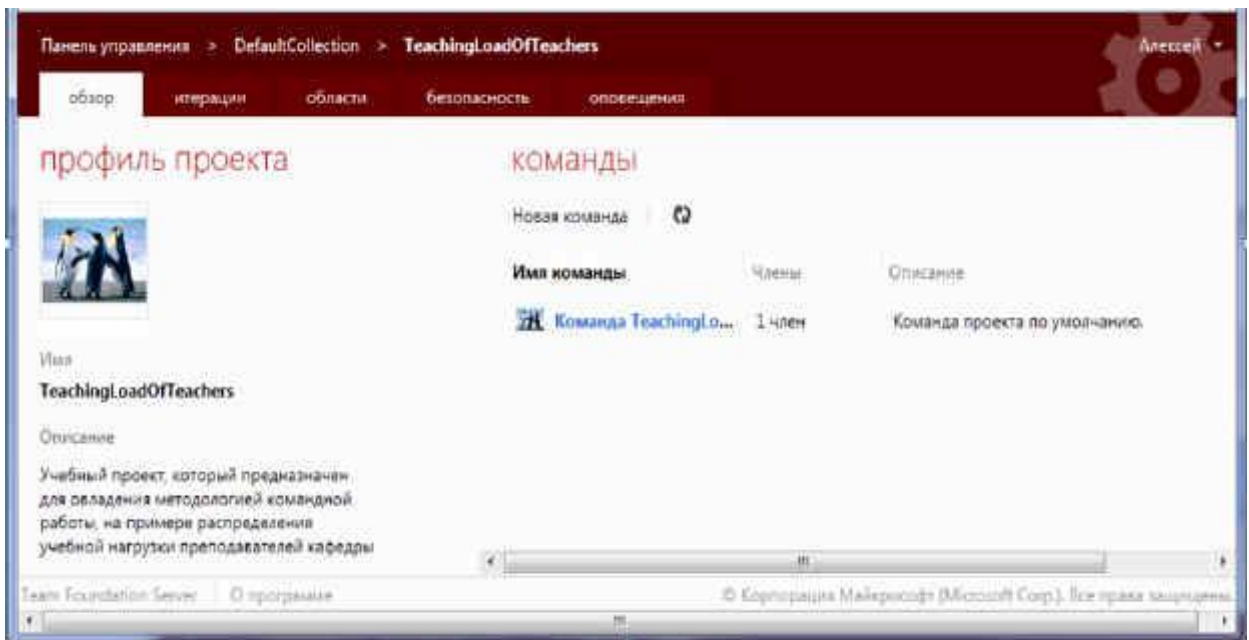 Панель управления > DefaultCollection > TeachingLoadOfTeachers
Алексей
обзор итерации области безопасность оповещения
профиль проекта
Имя
TeachingLoadOfTeachers
Описание
Учебный проект, который предназначен
для овладения методологией командной
работы, на примере распределения
учебной нагрузки преподавателей кафедры
команды
Новая команда
Имя команды Члены Описание
Команда TeachingLo... 1 член Команда проекта по умолчанию.
Team Foundation Server О программе
© Корпорация Майкрософт (Microsoft Corp.). Все права защищены.